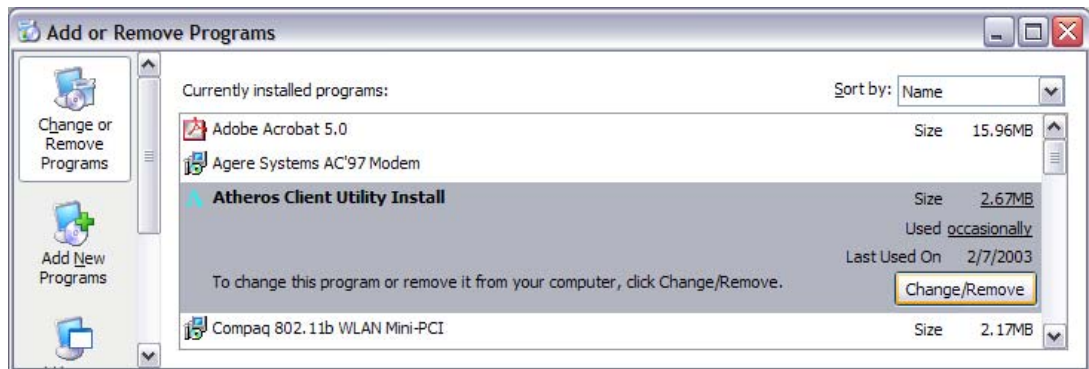 Add or Remove Programs
Change or
Remove
Programs
Add New
Programs
Currently installed programs:
Sort by: Name
Adobe Acrobat 5.0 Size 15.96MB
Agere Systems AC'97 Modem
Atheros Client Utility Install Size 2.67MB
Used occasionally
Last Used On 2/7/2003
To change this program or remove it from your computer, click Change/Remove.
Change/Remove
Compaq 802.11b WLAN Mini-PCI Size 2.17MB